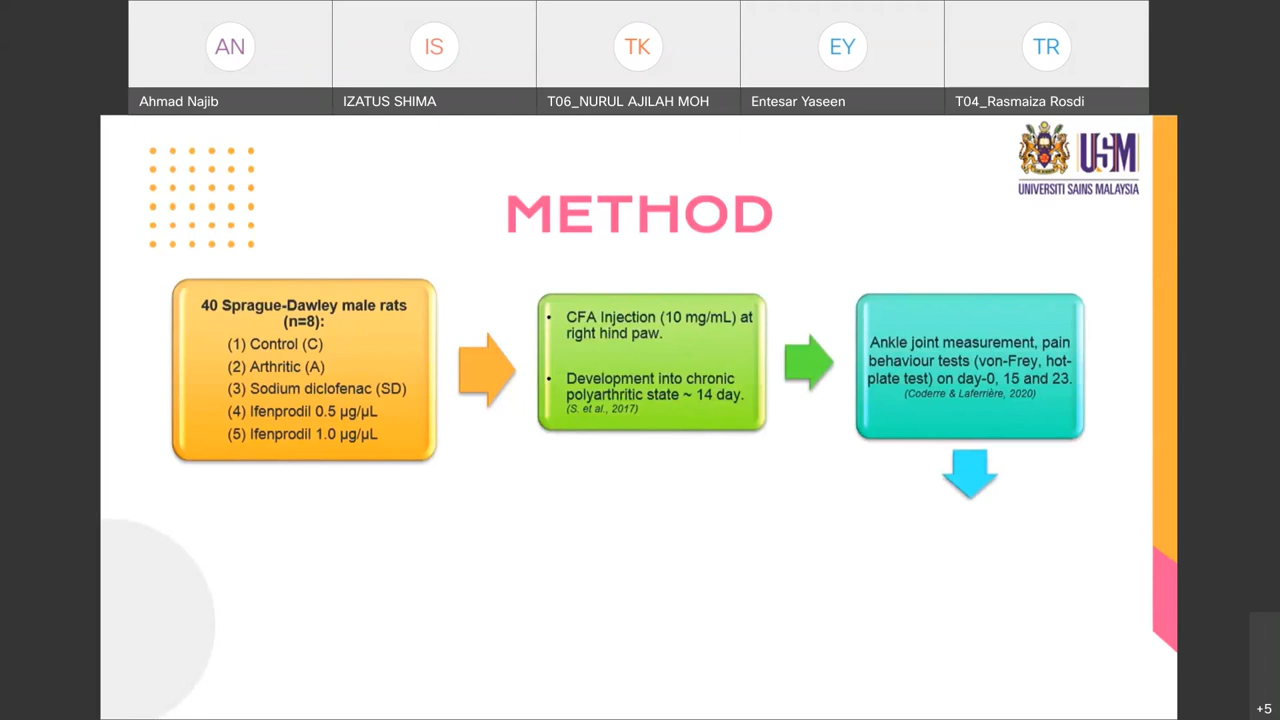 AN
IS
TK
EY
TR
Ahmad Najib
IZATUS SHIMA
T06_NURUL AJILAH MOH
Entesar Yaseen
T04_Rasmaiza Rosdi
USM
UNIVERSITI SAINS MALAYSIA
METHOD
40 Sprague-Dawley male rats
(n=8):
(1) Control (C)
(2) Arthritic (A)
(3) Sodium diclofenac (SD)
(4) Ifenprodil 0.5 µg/µL
(5) Ifenprodil 1.0 µg/µL
• CFA Injection (10 mg/mL) at
right hind paw.
• Development into chronic
polyarthritic state ~ 14 day.
(S. et al., 2017)
Ankle joint measurement, pain
behaviour tests (von-Frey, hot-
plate test) on day-0, 15 and 23.
(Coderre & Laferrière, 2020)
+5